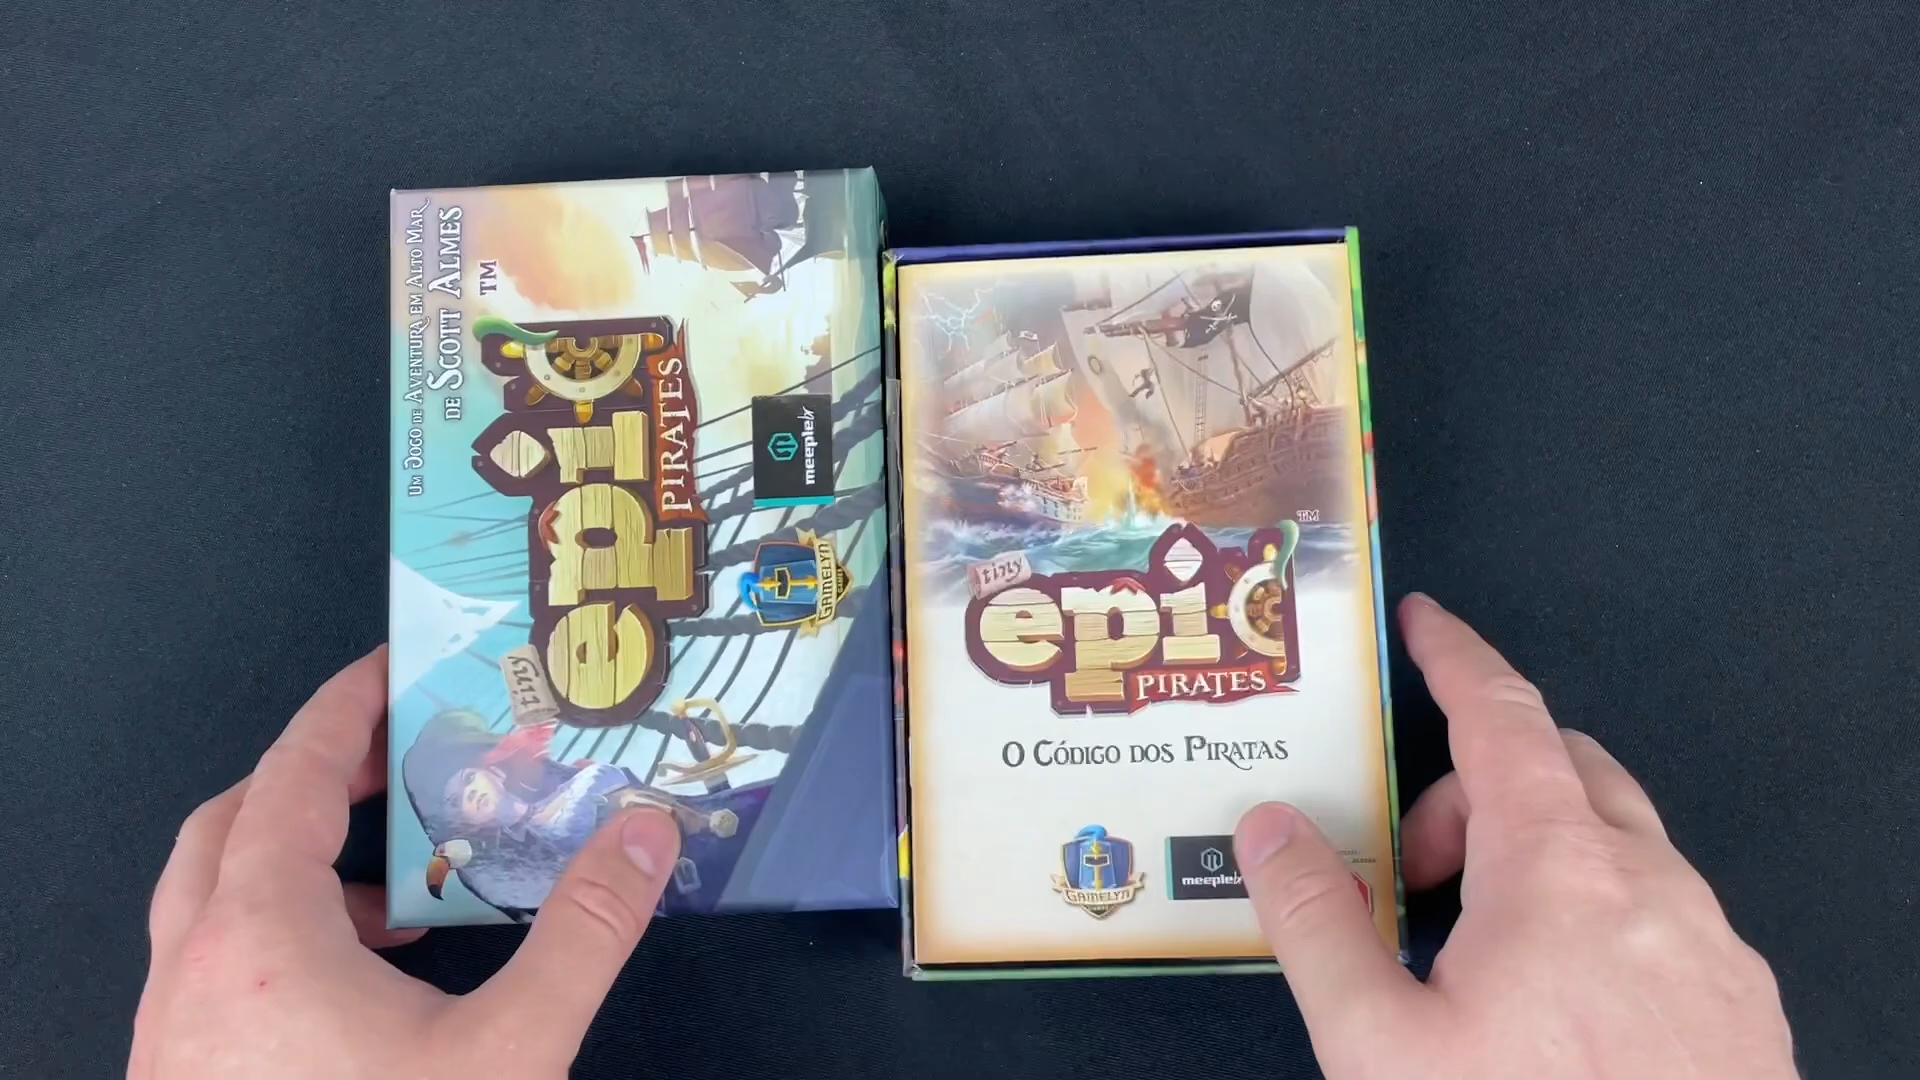 Um Jogo de Aventura em Alto Mar
de Scott Almes
TM
tiny
epic
PIRATES
meeplebr
GAMELYN
TM
tiny
epic
PIRATES
O Código dos Piratas
GAMELYN
GAMES
meeplebr